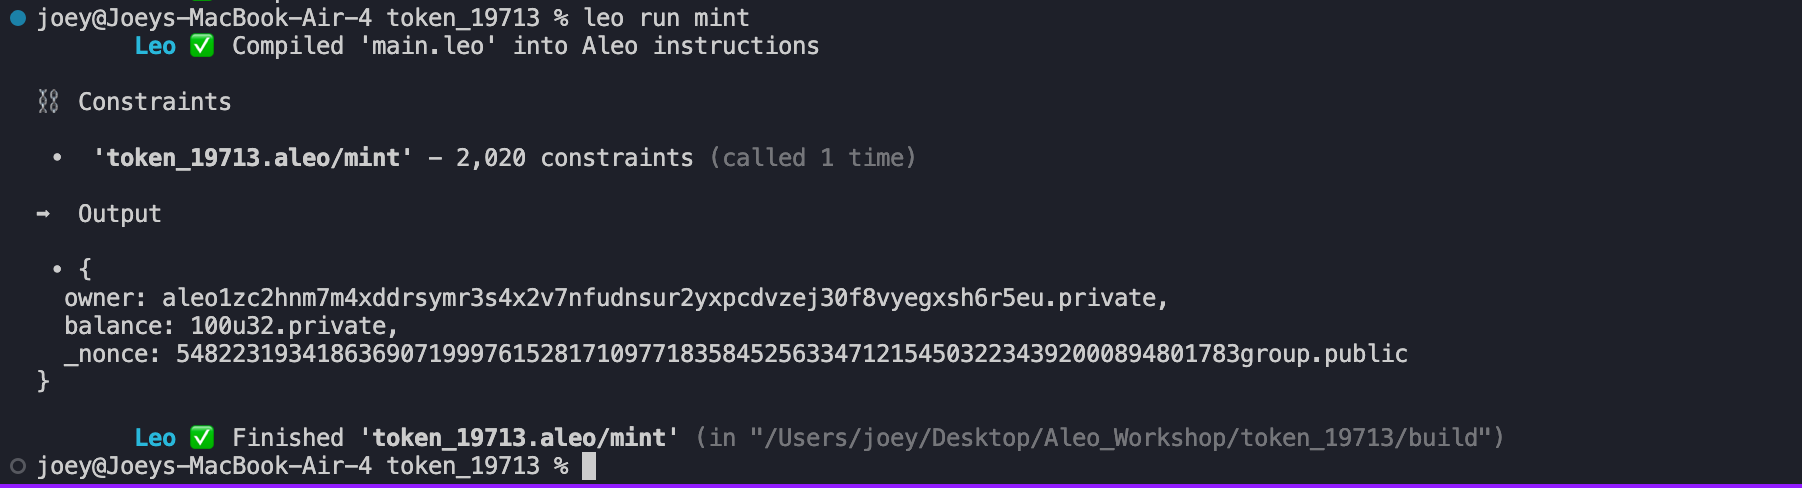 joey@Joeys-MacBook-Air-4 token_19713 % leo run mint
Leo ✅ Compiled 'main.leo' into Aleo instructions
⛓ Constraints
• 'token_19713.aleo/mint' - 2,020 constraints (called 1 time)
➡ Output
• {
owner: aleo1zc2hnm7m4xddrsymr3s4x2v7nfudnsur2yxpcdvzej30f8vyegxsh6r5eu.private,
balance: 100u32.private,
_nonce: 5482231934186369071999761528171097718358452563347121545032234392000894801783group.public
}
Leo ✅ Finished 'token_19713.aleo/mint' (in "/Users/joey/Desktop/Aleo_Workshop/token_19713/build")
joey@Joeys-MacBook-Air-4 token_19713 %